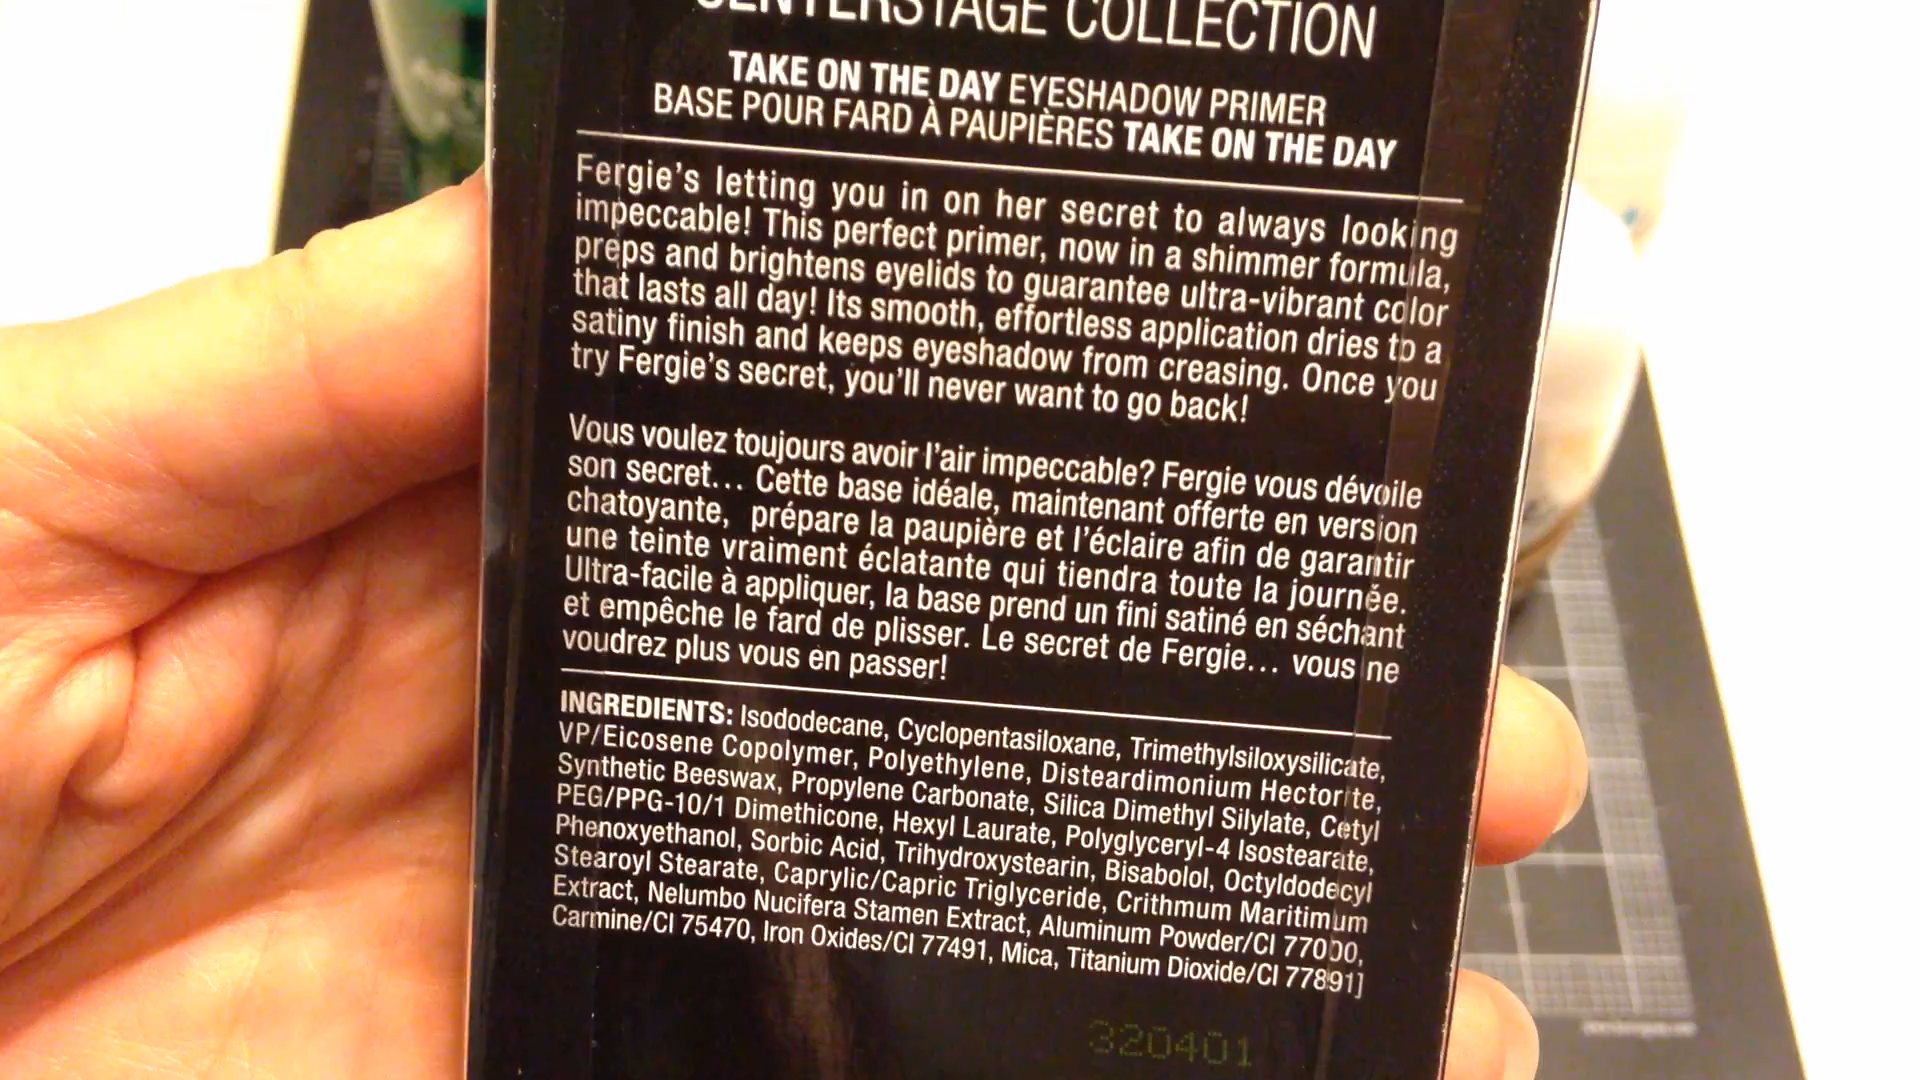 CENTERSTAGE COLLECTION
TAKE ON THE DAY EYESHADOW PRIMER
BASE POUR FARD À PAUPIÈRES TAKE ON THE DAY
Fergie's letting you in on her secret to always looking
impeccable! This perfect primer, now in a shimmer formula,
preps and brightens eyelids to guarantee ultra-vibrant color
that lasts all day! Its smooth, effortless application dries to a
satiny finish and keeps eyeshadow from creasing. Once you
try Fergie's secret, you'll never want to go back!
Vous voulez toujours avoir l'air impeccable? Fergie vous dévoile
son secret... Cette base idéale, maintenant offerte en version
chatoyante, prépare la paupière et l'éclaire afin de garantir
une teinte vraiment éclatante qui tiendra toute la journée.
Ultra-facile à appliquer, la base prend un fini satiné en séchant
et empêche le fard de plisser. Le secret de Fergie... vous ne
voudrez plus vous en passer!
INGREDIENTS: Isododecane, Cyclopentasiloxane, Trimethylsiloxysilicate,
VP/Eicosene Copolymer, Polyethylene, Disteardimonium Hectorite,
Synthetic Beeswax, Propylene Carbonate, Silica Dimethyl Silylate, Cetyl
PEG/PPG-10/1 Dimethicone, Hexyl Laurate, Polyglyceryl-4 Isostearate,
Phenoxyethanol, Sorbic Acid, Trihydroxystearin, Bisabolol, Octyldodecyl
Stearoyl Stearate, Caprylic/Capric Triglyceride, Crithmum Maritimum
Extract, Nelumbo Nucifera Stamen Extract, Aluminum Powder/CI 77000,
Carmine/CI 75470, Iron Oxides/CI 77491, Mica, Titanium Dioxide/CI 77891]
320401